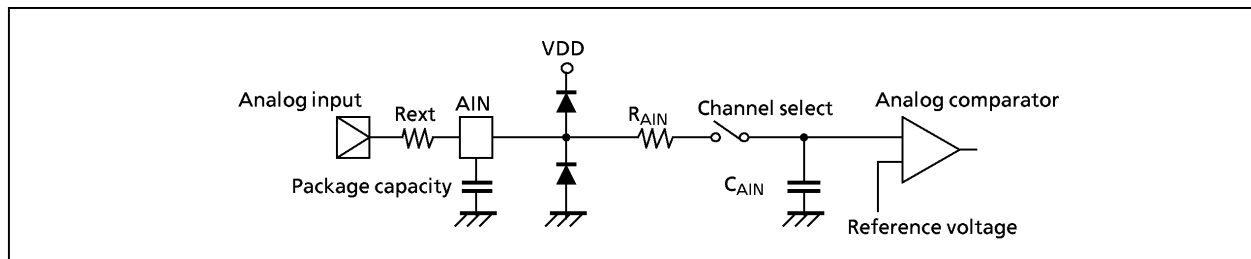 VDD
Analog input
Rext
AIN
RAIN
Channel select
Analog comparator
Package capacity
CAIN
Reference voltage